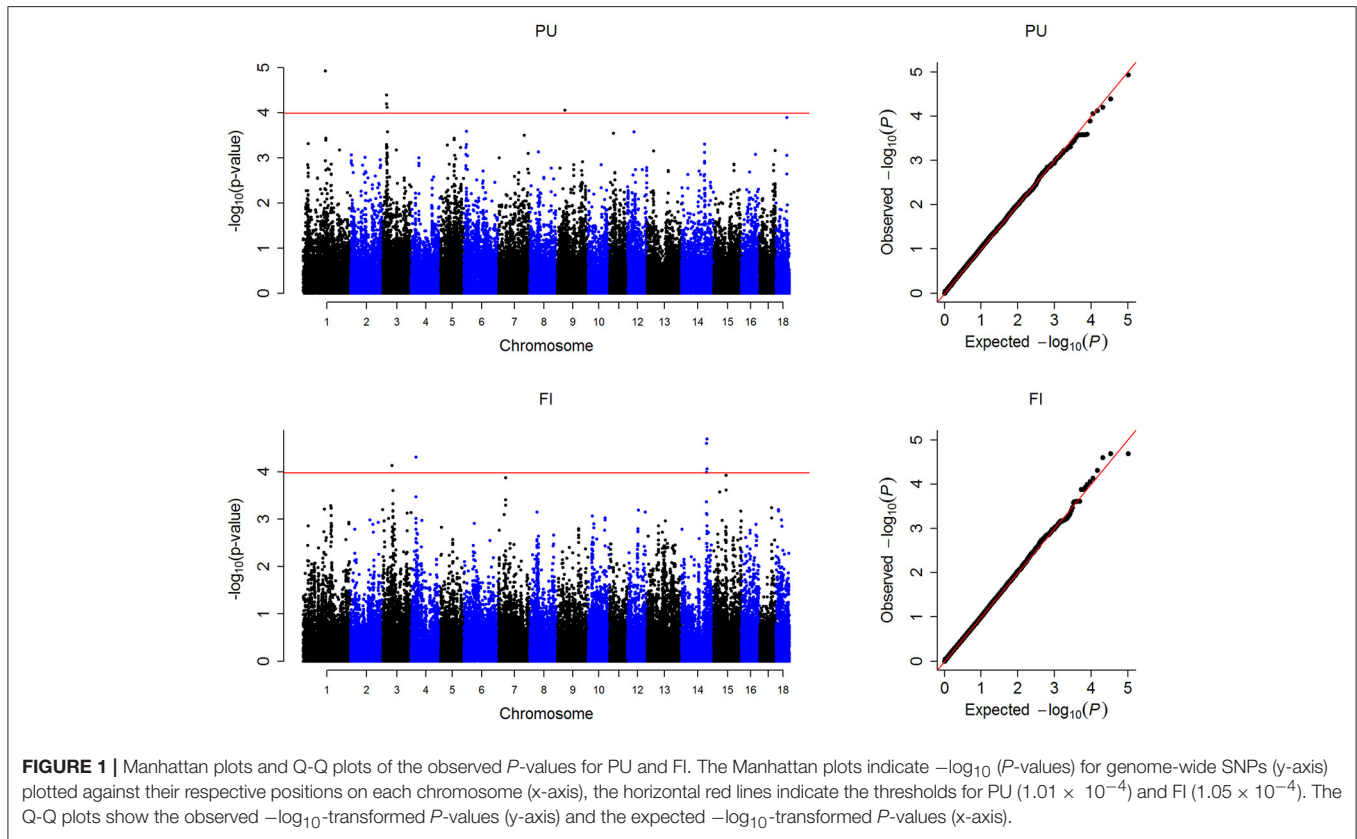 PU
5
4
3
2
1
0
-log10(p-value)
1 2 3 4 5 6 7 8 9 10 12 13 14 15 16 18
Chromosome
PU
5
4
3
2
1
0
Observed −log10(P)
0 1 2 3 4 5
Expected −log10(P)
FI
4
3
2
1
0
-log10(p-value)
1 2 3 4 5 6 7 8 9 10 12 13 14 15 16 18
Chromosome
FI
5
4
3
2
1
0
Observed −log10(P)
0 1 2 3 4 5
Expected −log10(P)
FIGURE 1 | Manhattan plots and Q-Q plots of the observed P-values for PU and FI. The Manhattan plots indicate −log10 (P-values) for genome-wide SNPs (y-axis)
plotted against their respective positions on each chromosome (x-axis), the horizontal red lines indicate the thresholds for PU (1.01 × 10−4) and FI (1.05 × 10−4). The
Q-Q plots show the observed −log10-transformed P-values (y-axis) and the expected −log10-transformed P-values (x-axis).